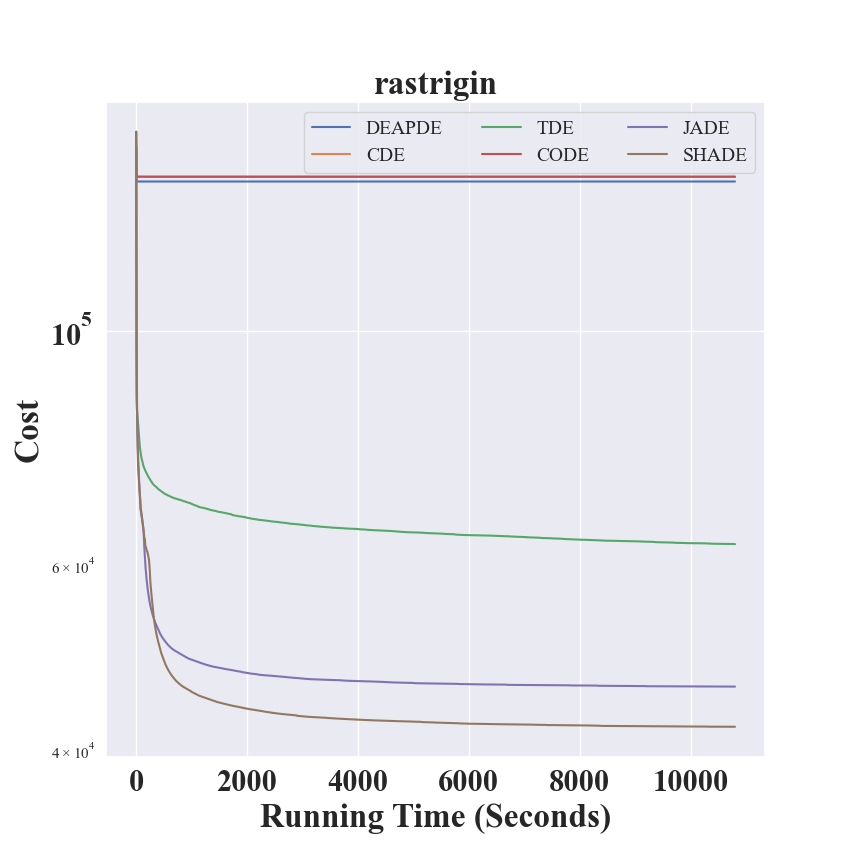 rastrigin
DEAPDE TDE JADE
CDE CODE SHADE
10^5
Cost
6 × 10^4
4 × 10^4
0 2000 4000 6000 8000 10000
Running Time (Seconds)